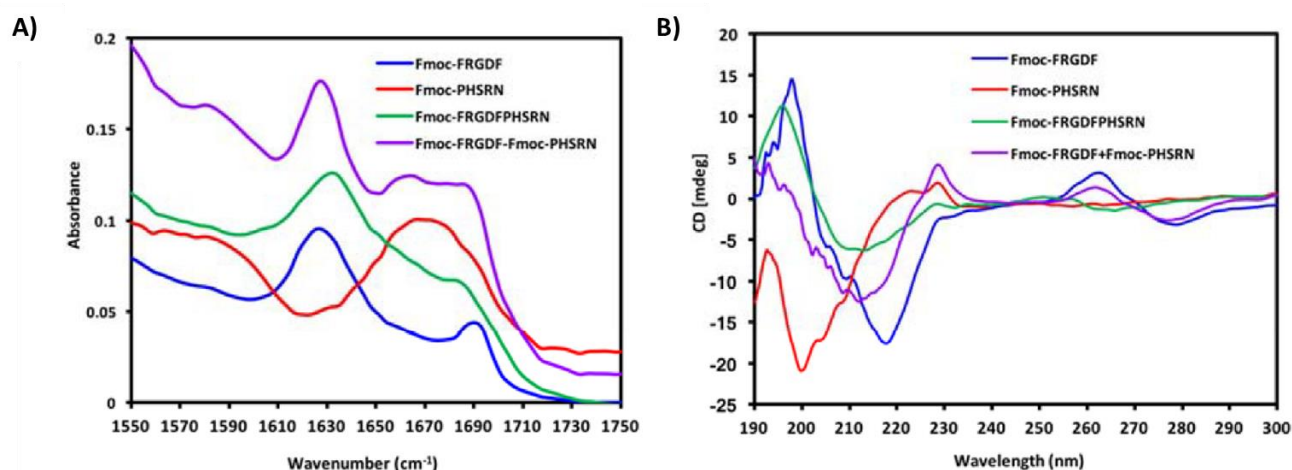 A)
0.2
0.15
0.1
0.05
0
Absorbance
1550 1570 1590 1610 1630 1650 1670 1690 1710 1730 1750
Wavenumber (cm⁻¹)
Fmoc-FRGDF
Fmoc-PHSRN
Fmoc-FRGDFPHSRN
Fmoc-FRGDF-Fmoc-PHSRN
B)
20
15
10
5
0
-5
-10
-15
-20
-25
CD [mdeg]
190 200 210 220 230 240 250 260 270 280 290 300
Wavelength (nm)
Fmoc-FRGDF
Fmoc-PHSRN
Fmoc-FRGDFPHSRN
Fmoc-FRGDF+Fmoc-PHSRN